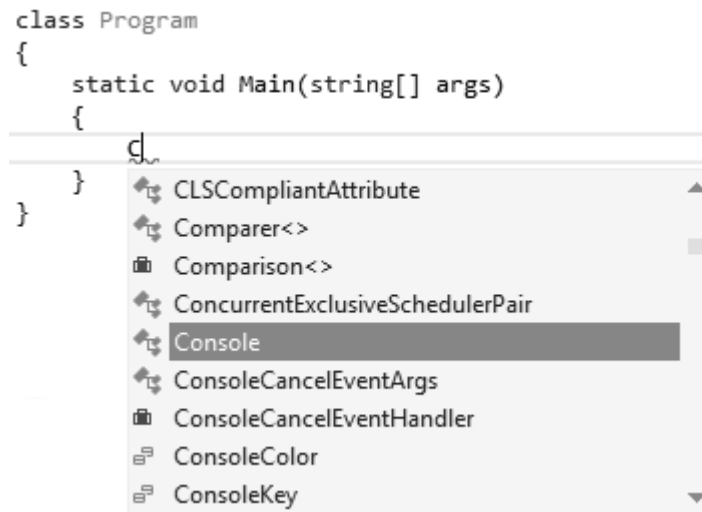 class Program
{
static void Main(string[] args)
{
C
}
}
CLSCompliantAttribute
Comparer<>
Comparison<>
ConcurrentExclusiveSchedulerPair
Console
ConsoleCancelEventArgs
ConsoleCancelEventHandler
ConsoleColor
ConsoleKey